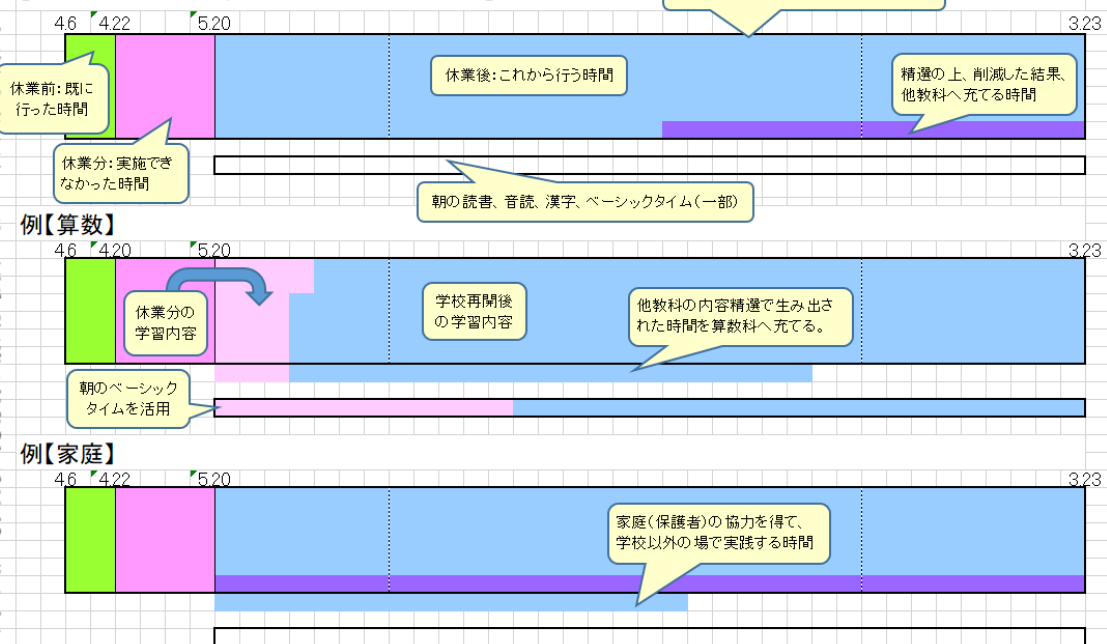 4.6 4.22 5.20 3.23
休業前：既に
行った時間
休業後：これから行う時間
精選の上、削減した結果、
他教科へ充てる時間
休業分：実施でき
なかった時間
朝の読書、音読、漢字、ベーシックタイム（一部）
例【算数】
4.6 4.20 5.20 3.23
休業分の
学習内容
学校再開後
の学習内容
他教科の内容精選で生み出さ
れた時間を算数科へ充てる。
朝のベーシック
タイムを活用
例【家庭】
4.6 4.22 5.20 3.23
家庭（保護者）の協力を得て、
学校以外の場で実践する時間